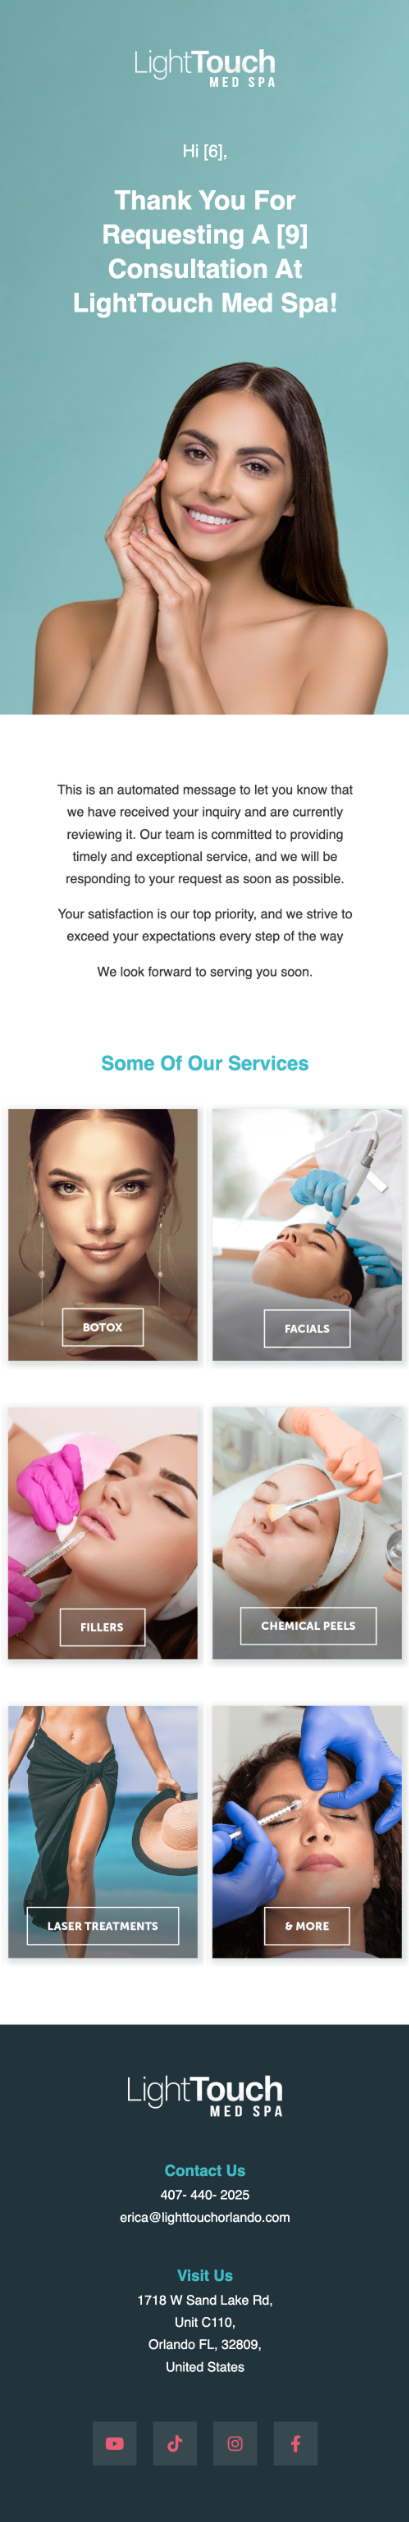 LightTouch
MED SPA
Hi [6],
Thank You For
Requesting A [9]
Consultation At
LightTouch Med Spa!
This is an automated message to let you know that
we have received your inquiry and are currently
reviewing it. Our team is committed to providing
timely and exceptional service, and we will be
responding to your request as soon as possible.
Your satisfaction is our top priority, and we strive to
exceed your expectations every step of the way
We look forward to serving you soon.
Some Of Our Services
BOTOX
FACIALS
FILLERS
CHEMICAL PEELS
LASER TREATMENTS
& MORE
LightTouch
MED SPA
Contact Us
407- 440- 2025
erica@lighttouchorlando.com
Visit Us
1718 W Sand Lake Rd,
Unit C110,
Orlando FL, 32809,
United States